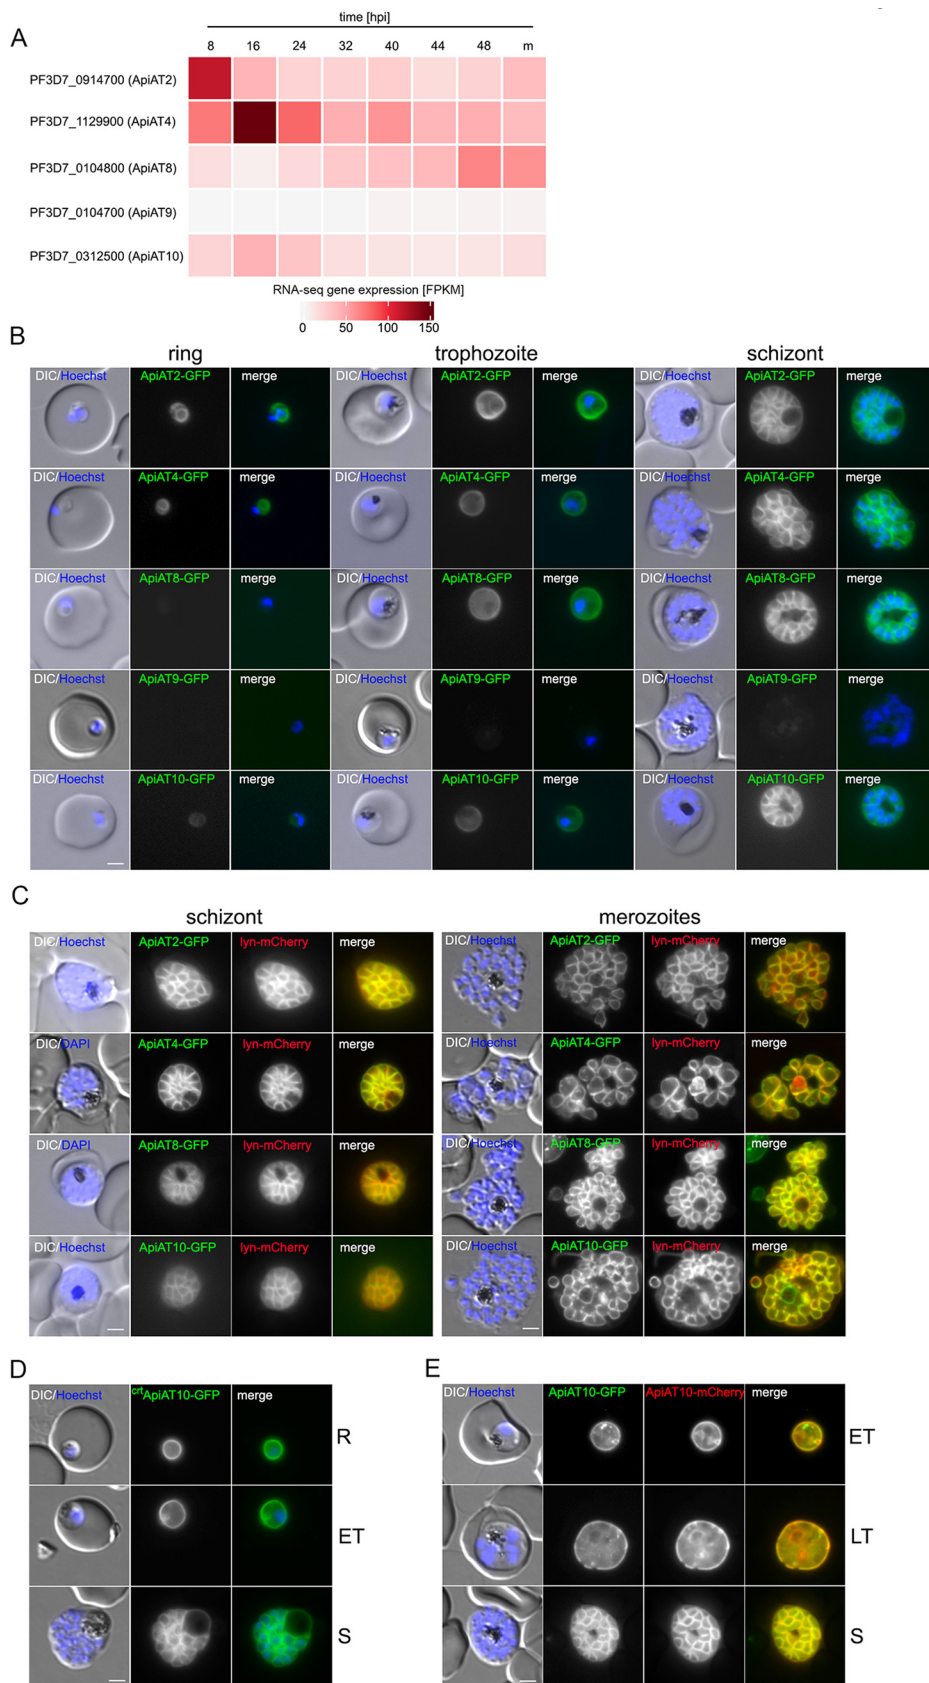 A
time [hpi]
8 16 24 32 40 44 48 m
PF3D7_0914700 (ApiAT2)
PF3D7_1129900 (ApiAT4)
PF3D7_0104800 (ApiAT8)
PF3D7_0104700 (ApiAT9)
PF3D7_0312500 (ApiAT10)
RNA-seq gene expression [FPKM]
0 50 100 150
B
ring trophozoite schizont
DIC/Hoechst ApiAT2-GFP merge DIC/Hoechst ApiAT2-GFP merge DIC/Hoechst ApiAT2-GFP merge
DIC/Hoechst ApiAT4-GFP merge DIC/Hoechst ApiAT4-GFP merge DIC/Hoechst ApiAT4-GFP merge
DIC/Hoechst ApiAT8-GFP merge DIC/Hoechst ApiAT8-GFP merge DIC/Hoechst ApiAT8-GFP merge
DIC/Hoechst ApiAT9-GFP merge DIC/Hoechst ApiAT9-GFP merge DIC/Hoechst ApiAT9-GFP merge
DIC/Hoechst ApiAT10-GFP merge DIC/Hoechst ApiAT10-GFP merge DIC/Hoechst ApiAT10-GFP merge
C
schizont merozoites
DIC/Hoechst ApiAT2-GFP lyn-mCherry merge DIC/Hoechst ApiAT2-GFP lyn-mCherry merge
DIC/DAPI ApiAT4-GFP lyn-mCherry merge DIC/Hoechst ApiAT4-GFP lyn-mCherry merge
DIC/DAPI ApiAT8-GFP lyn-mCherry merge DIC/Hoechst ApiAT8-GFP lyn-mCherry merge
DIC/Hoechst ApiAT10-GFP lyn-mCherry merge DIC/Hoechst ApiAT10-GFP lyn-mCherry merge
D
DIC/Hoechst crtApiAT10-GFP merge
R
ET
S
E
DIC/Hoechst ApiAT10-GFP ApiAT10-mCherry merge
ET
LT
S